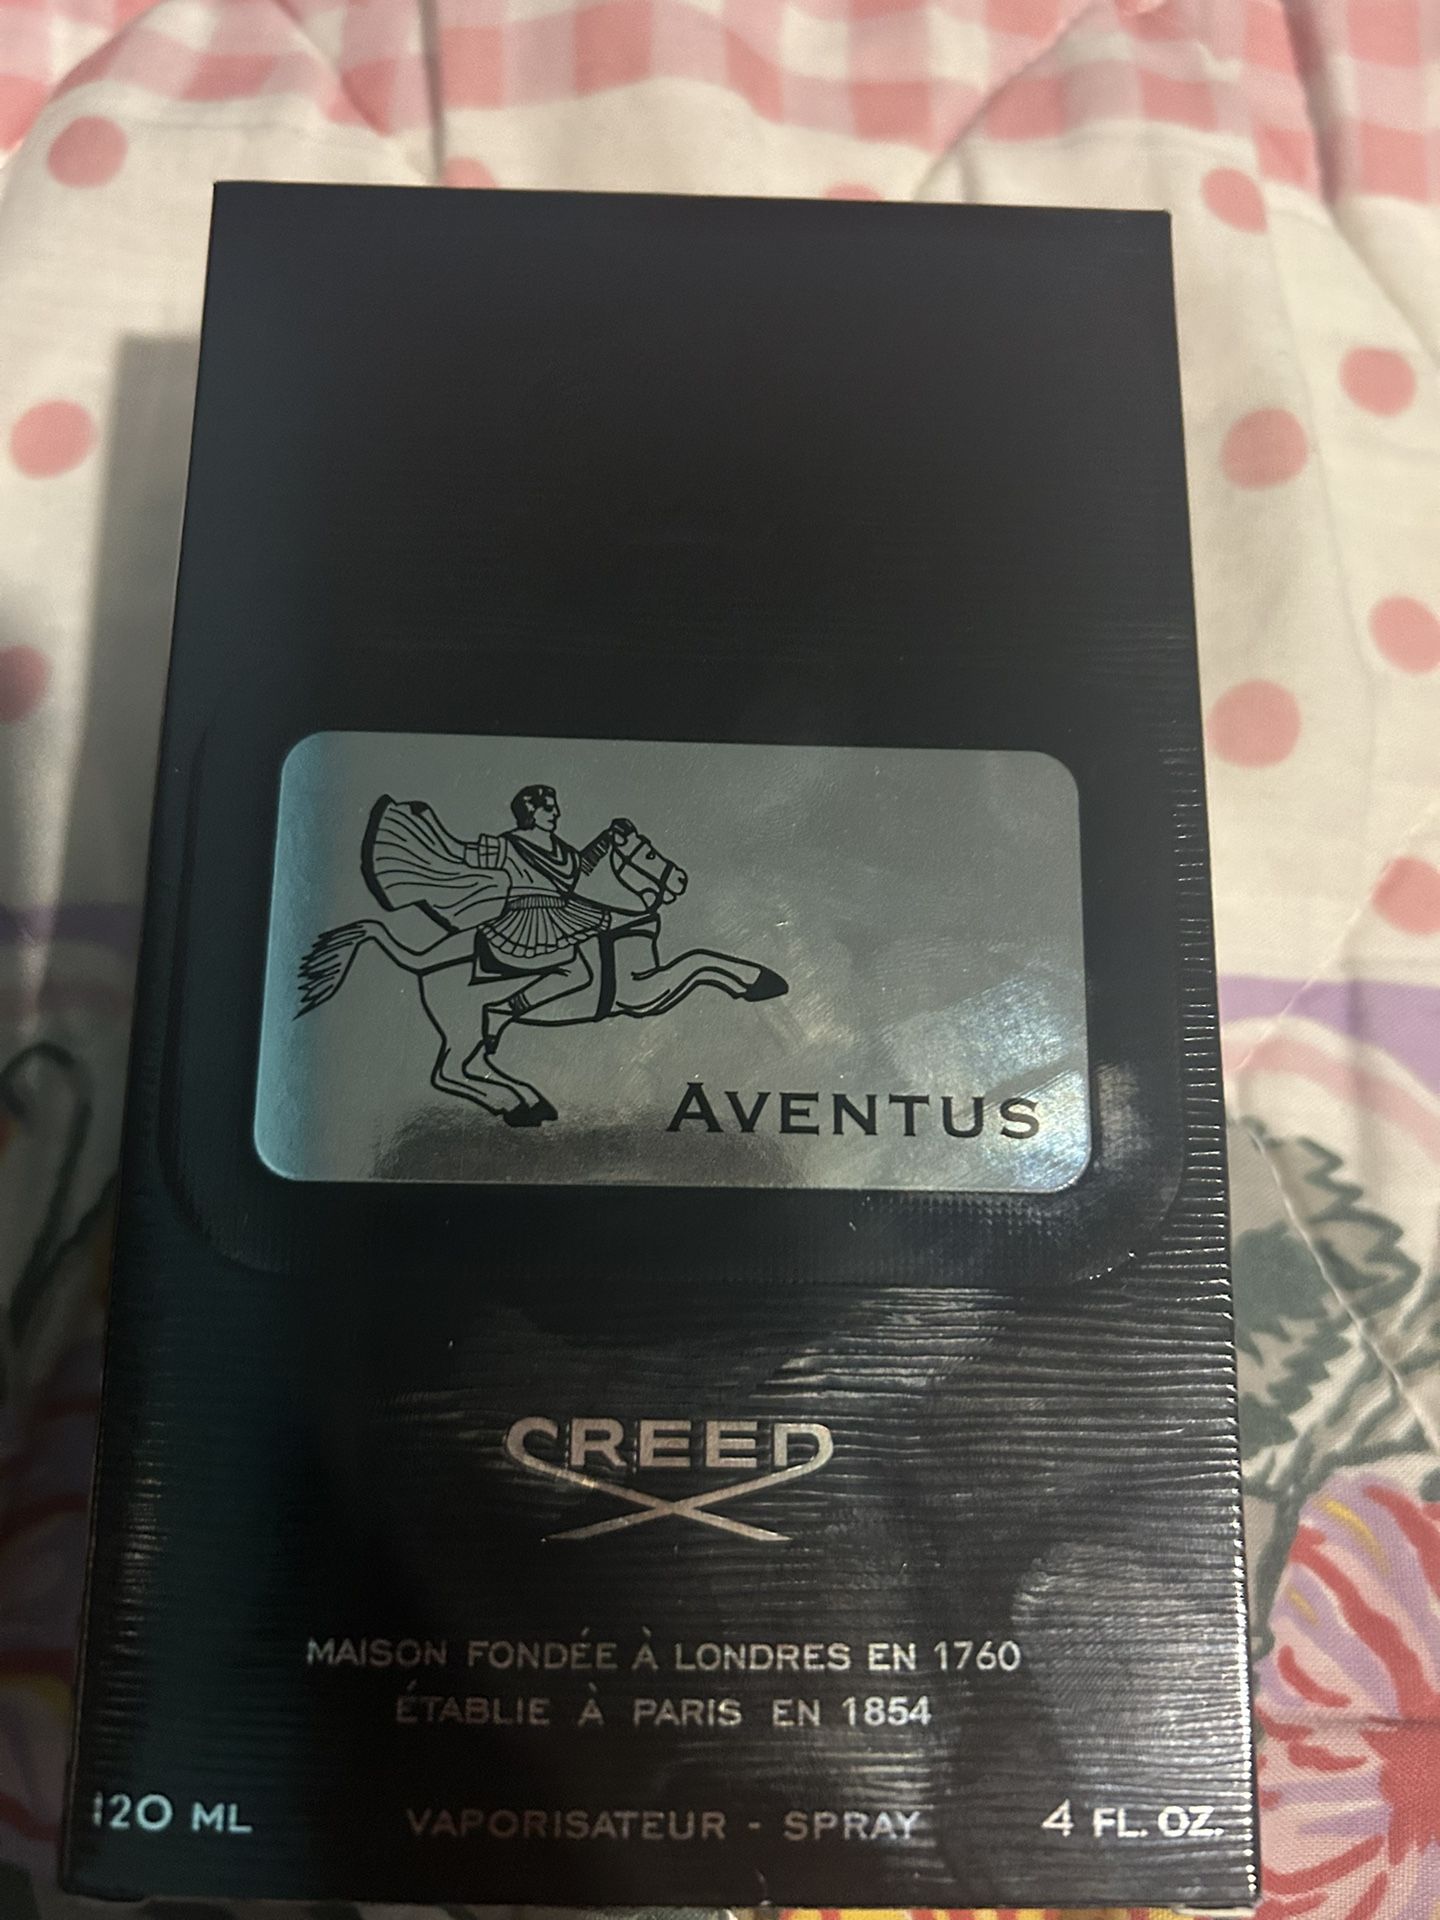 AVENTUS
CREED
MAISON FONDÉE À LONDRES EN 1760
ÉTABLIE À PARIS EN 1854
120 ML VAPORISATEUR - SPRAY 4 FL. OZ.